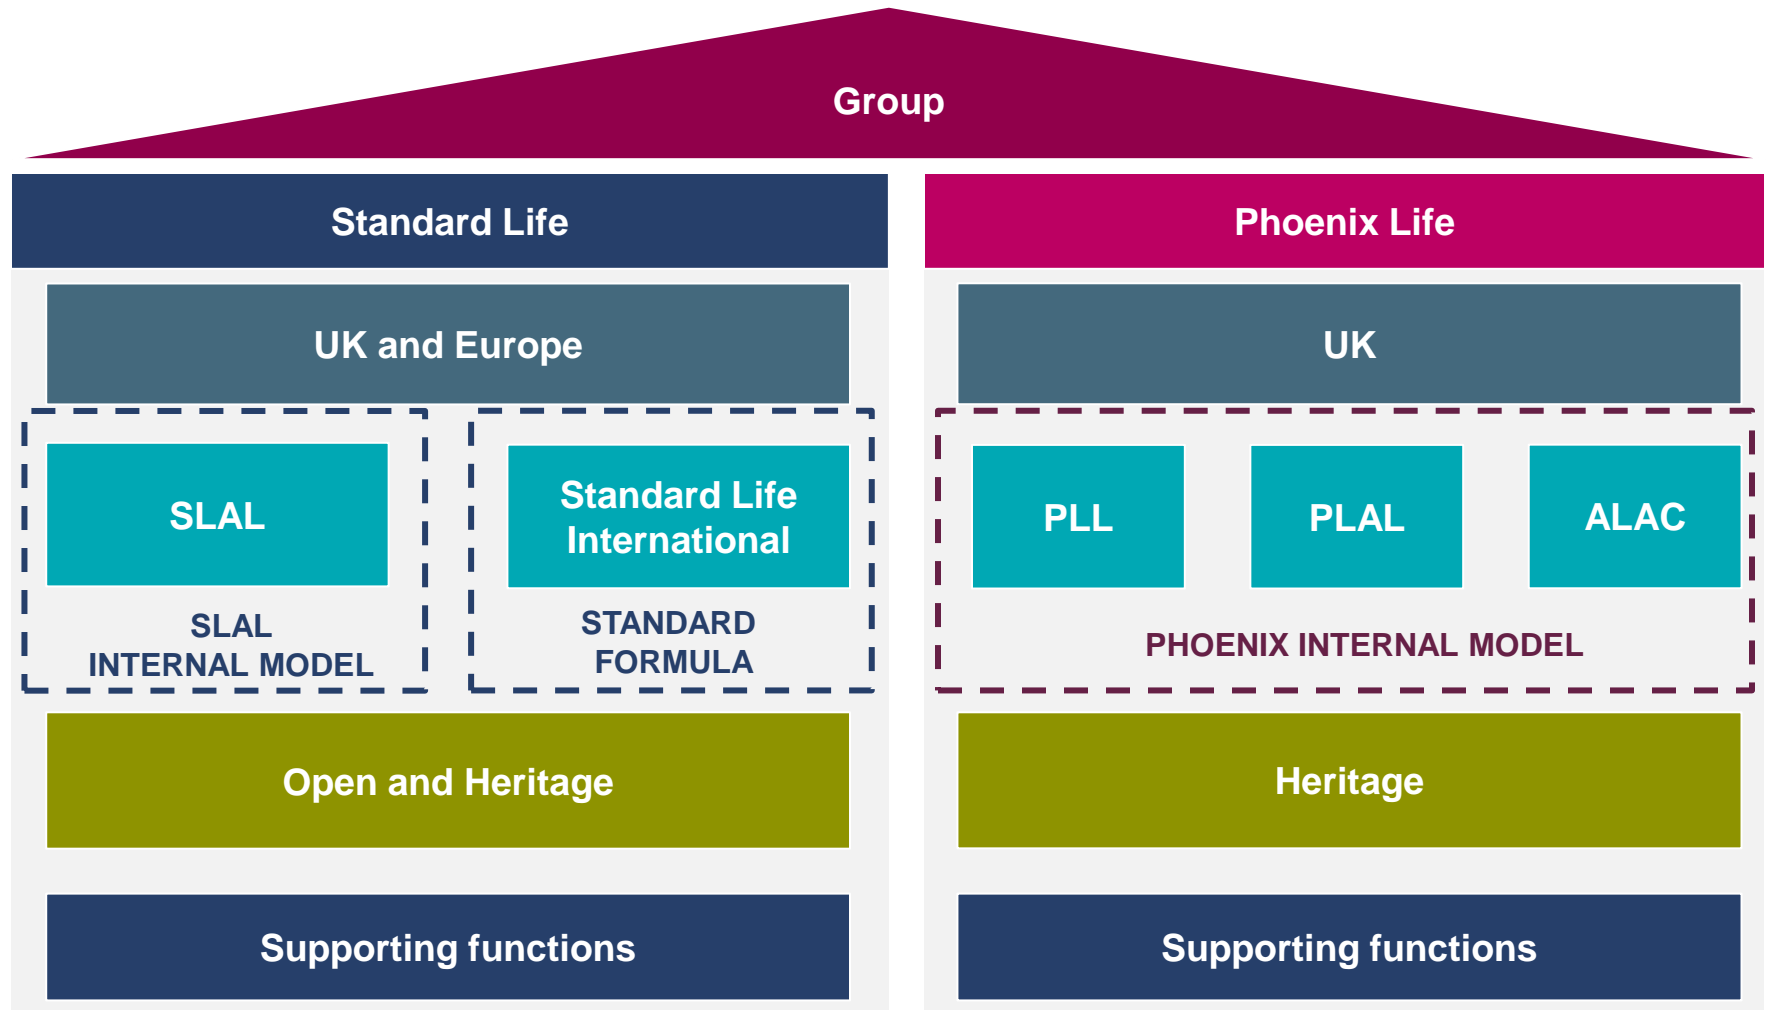 Group
Standard Life
UK and Europe
SLAL
SLAL
INTERNAL MODEL
Standard Life
International
STANDARD
FORMULA
Open and Heritage
Supporting functions
Phoenix Life
UK
PLL
PLAL
ALAC
PHOENIX INTERNAL MODEL
Heritage
Supporting functions